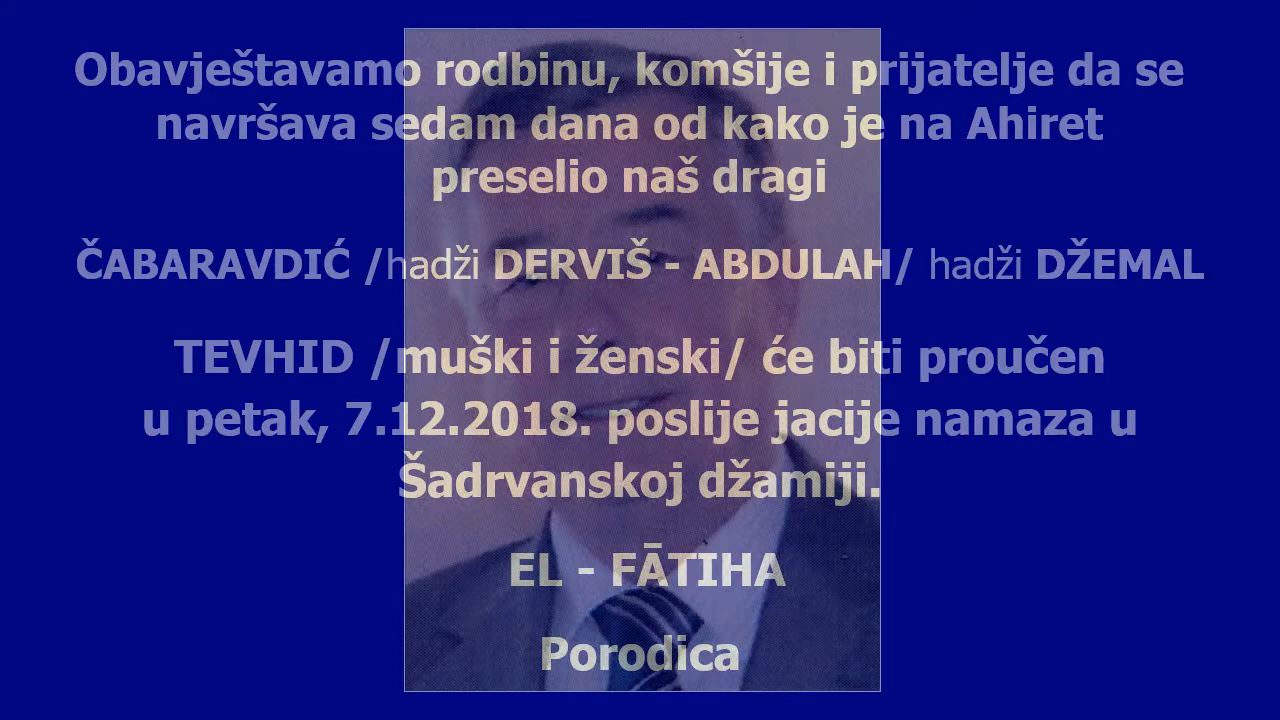 Obavještavamo rodbinu, komšije i prijatelje da se
navršava sedam dana od kako je na Ahiret
preselio naš dragi
ČABARAVDIĆ /hadži DERVIŠ - ABDULAH/ hadži DŽEMAL
TEVHID /muški i ženski/ će biti proučen
u petak, 7.12.2018. poslije jacije namaza u
Šadrvanskoj džamiji.
EL - FĀTIHA
Porodica